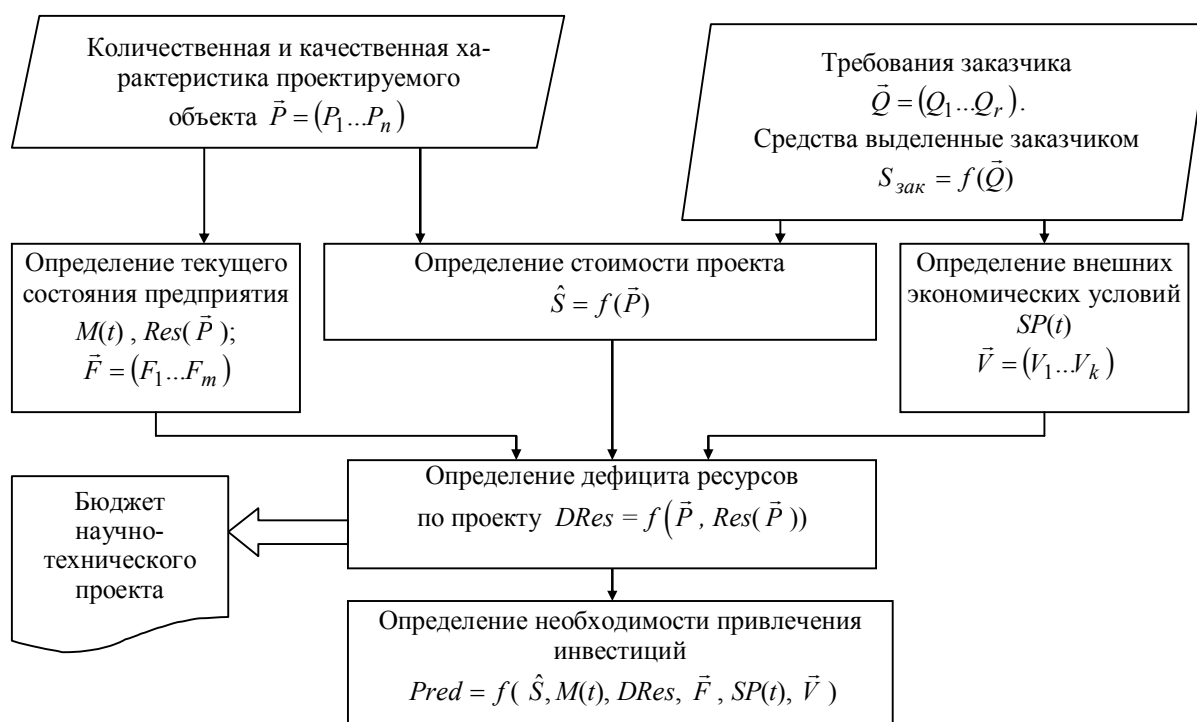 Количественная и качественная ха-
рактеристика проектируемого
объекта P⃗ = (P₁...Pₙ)
Требования заказчика
Q⃗ = (Q₁...Qᵣ).
Средства выделенные заказчиком
S_зак = f(Q⃗)
Определение текущего
состояния предприятия
M(t) , Res( P⃗ );
F⃗ = (F₁...Fₘ)
Определение стоимости проекта
Ŝ = f(P⃗)
Определение внешних
экономических условий
SP(t)
V⃗ = (V₁...Vₖ)
Определение дефицита ресурсов
по проекту DRes = f( P⃗ , Res( P⃗ ))
Бюджет
научно-
технического
проекта
Определение необходимости привлечения
инвестиций
Pred = f( Ŝ, M(t), DRes, F⃗ , SP(t), V⃗ )